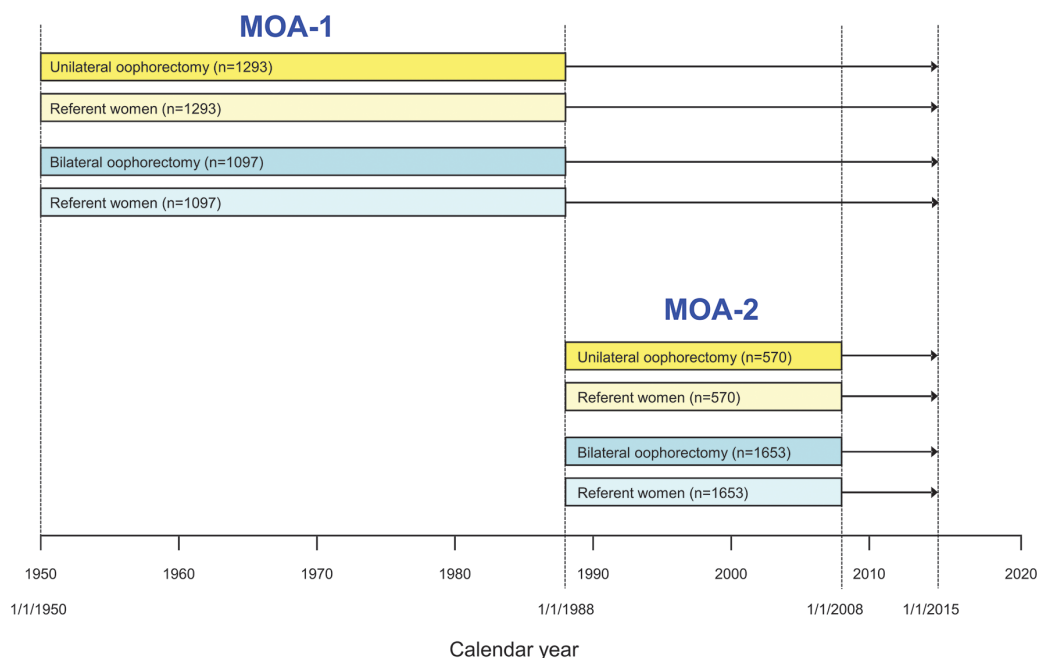 MOA-1
Unilateral oophorectomy (n=1293)
Referent women (n=1293)
Bilateral oophorectomy (n=1097)
Referent women (n=1097)
MOA-2
Unilateral oophorectomy (n=570)
Referent women (n=570)
Bilateral oophorectomy (n=1653)
Referent women (n=1653)
1950 1960 1970 1980 1990 2000 2010 2020
1/1/1950 1/1/1988 1/1/2008 1/1/2015
Calendar year